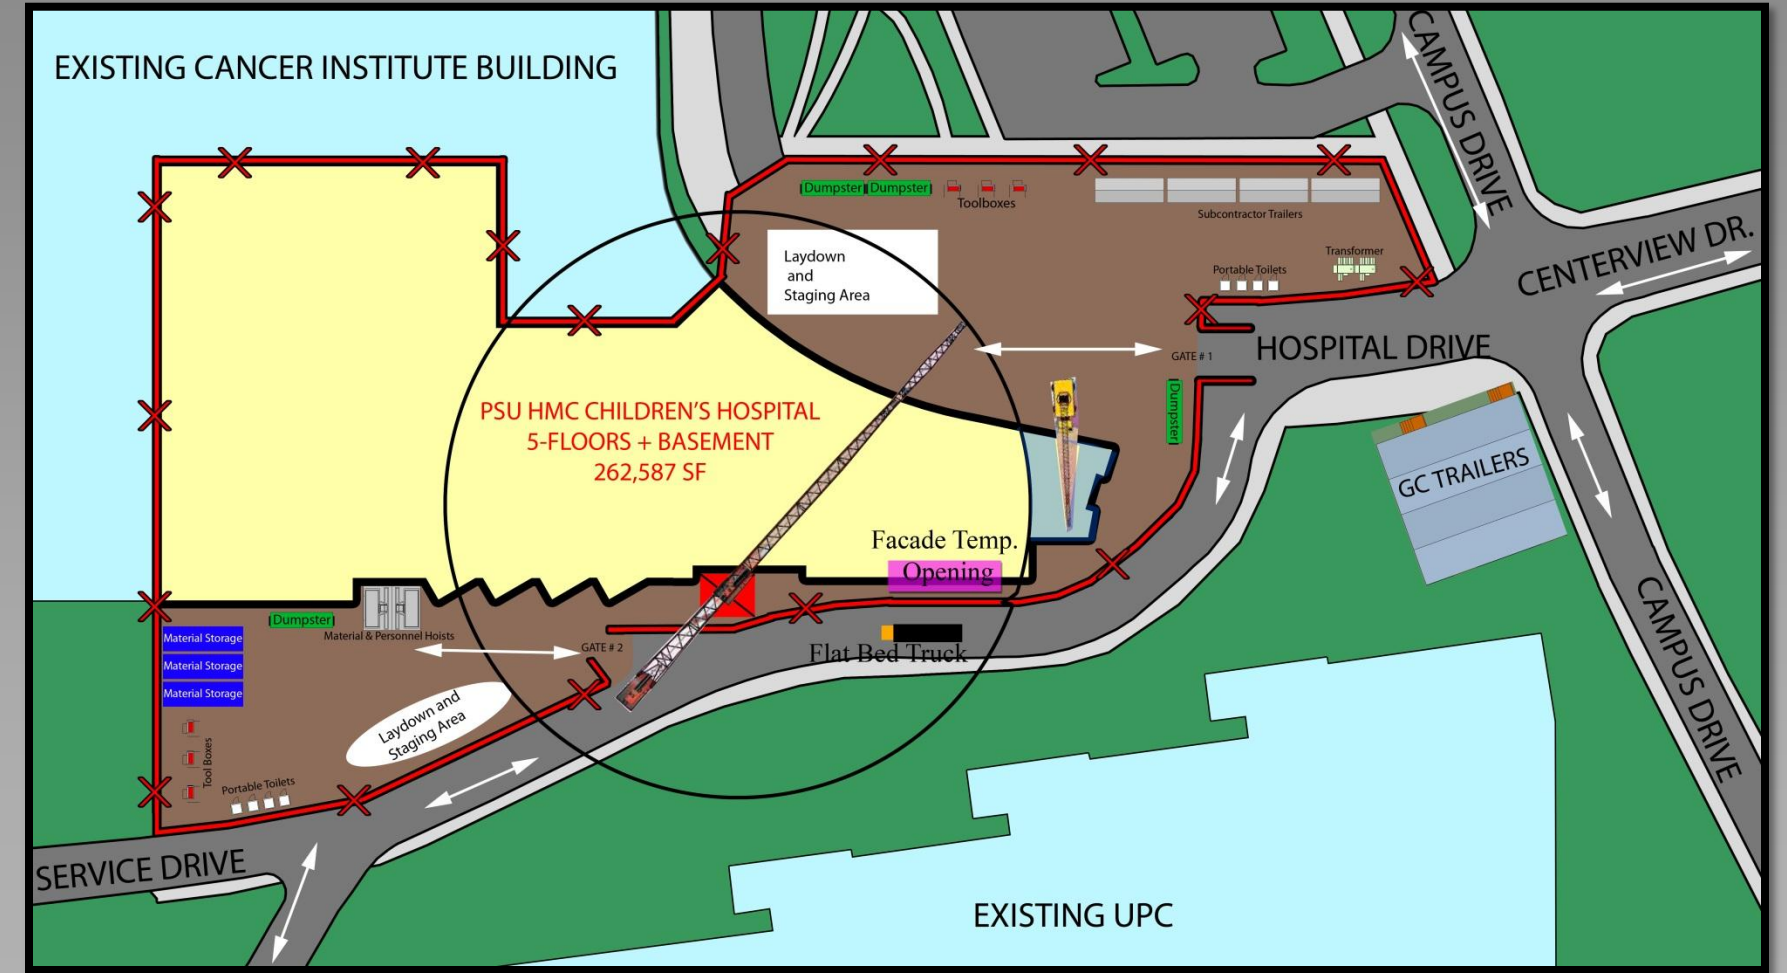 EXISTING CANCER INSTITUTE BUILDING
CAMPUS DRIVE
Dumpster
Dumpster
Toolboxes
Subcontractor Trailers
CENTERVIEW DR.
Laydown
and
Staging Area
Transformer
Portable Toilets
GATE # 1
HOSPITAL DRIVE
Dumpster
PSU HMC CHILDREN'S HOSPITAL
5-FLOORS + BASEMENT
262,587 SF
GC TRAILERS
Facade Temp.
Opening
Dumpster
Material & Personnel Hoists
GATE # 2
Flat Bed Truck
Material Storage
Material Storage
Material Storage
Laydown and
Staging Area
Tool Boxes
Portable Toilets
CAMPUS DRIVE
SERVICE DRIVE
EXISTING UPC